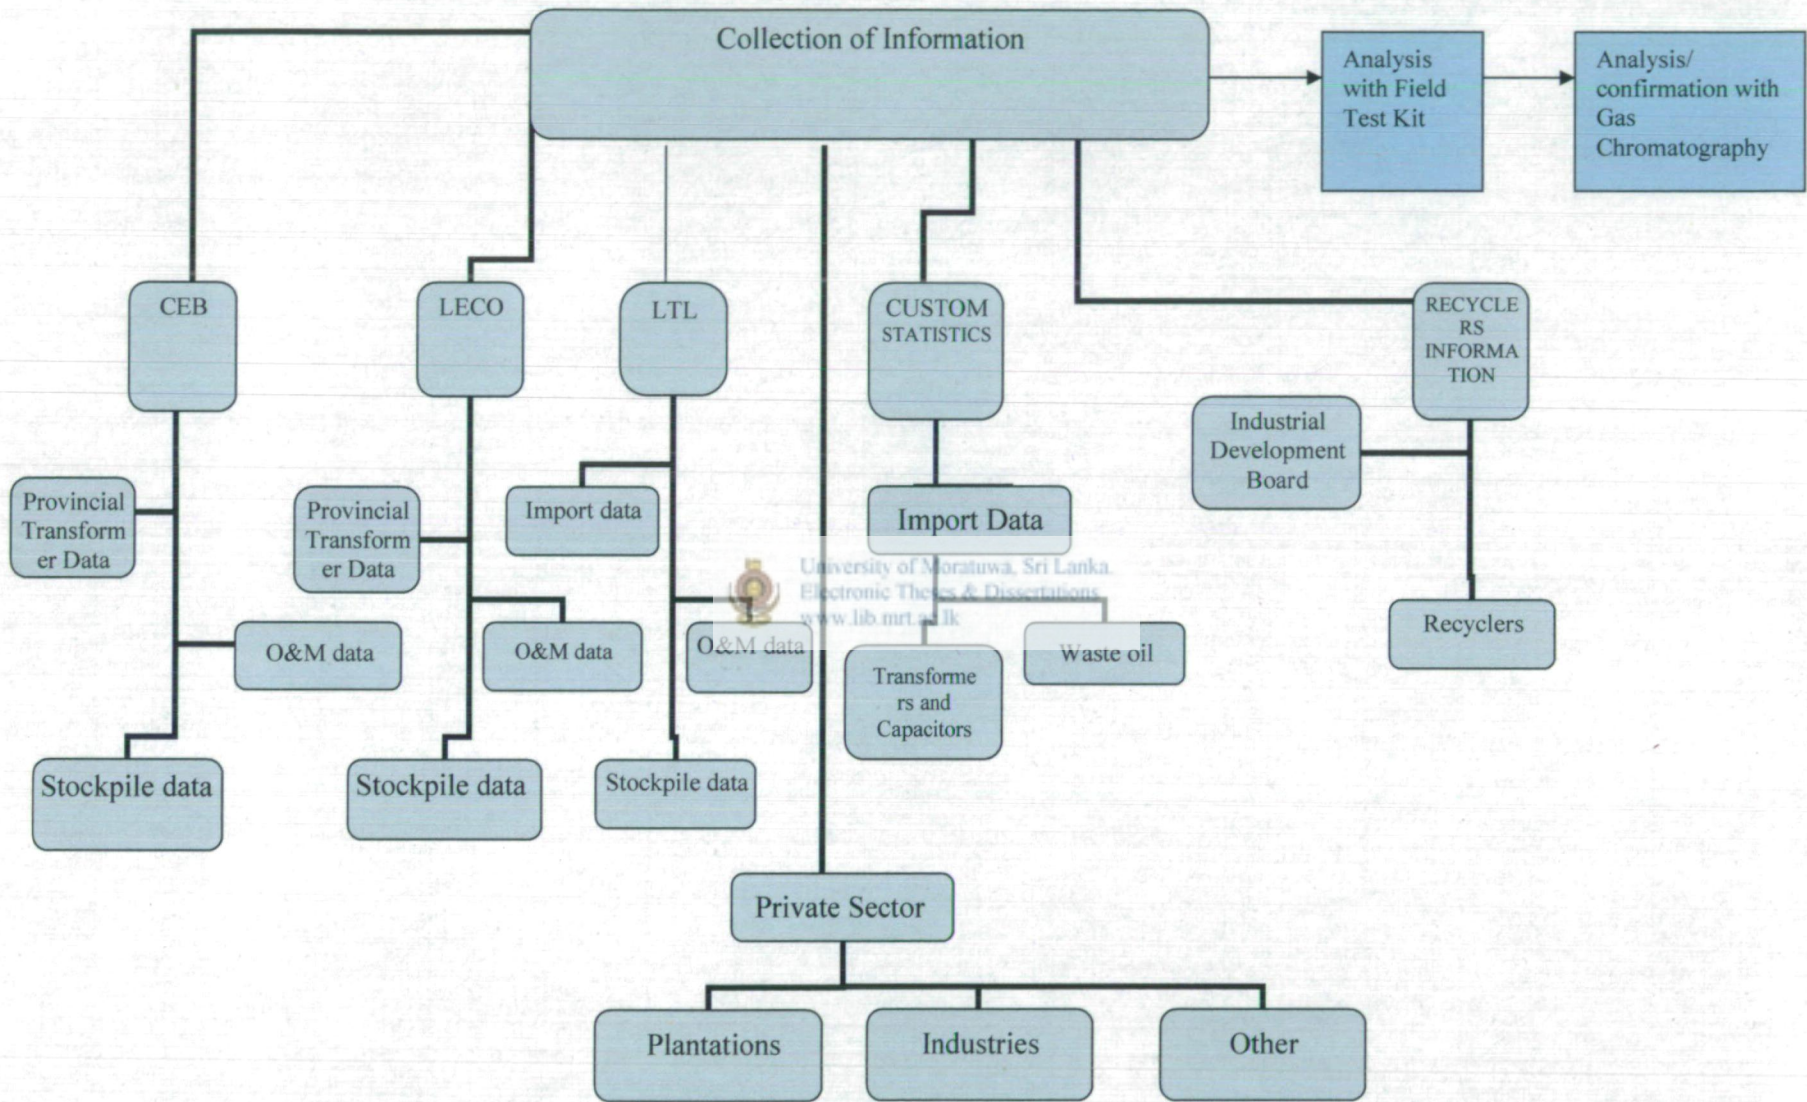 Collection of Information
Analysis
with Field
Test Kit
Analysis/
confirmation with
Gas
Chromatography
CEB
LECO
LTL
CUSTOM
STATISTICS
RECYCLE
RS
INFORMA
TION
Industrial
Development
Board
Provincial
Transform
er Data
Provincial
Transform
er Data
Import data
Import Data
University of Moratuwa, Sri Lanka.
Electronic Theses & Dissertations
www.lib.mrt.ac.lk
O&M data
O&M data
O&M data
Transforme
rs and
Capacitors
Waste oil
Recyclers
Stockpile data
Stockpile data
Stockpile data
Private Sector
Plantations
Industries
Other